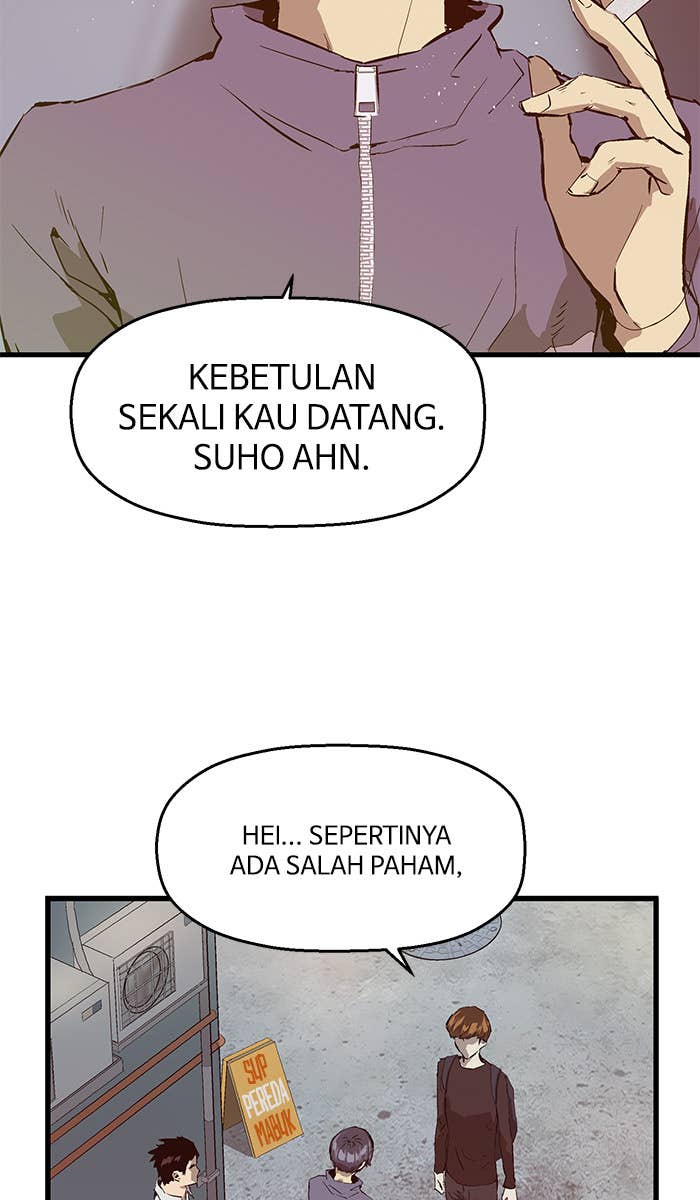 KEBETULAN
SEKALI KAU DATANG.
SUHO AHN.
HEI... SEPERTINYA
ADA SALAH PAHAM,
SUP
PEREDA
MABUK